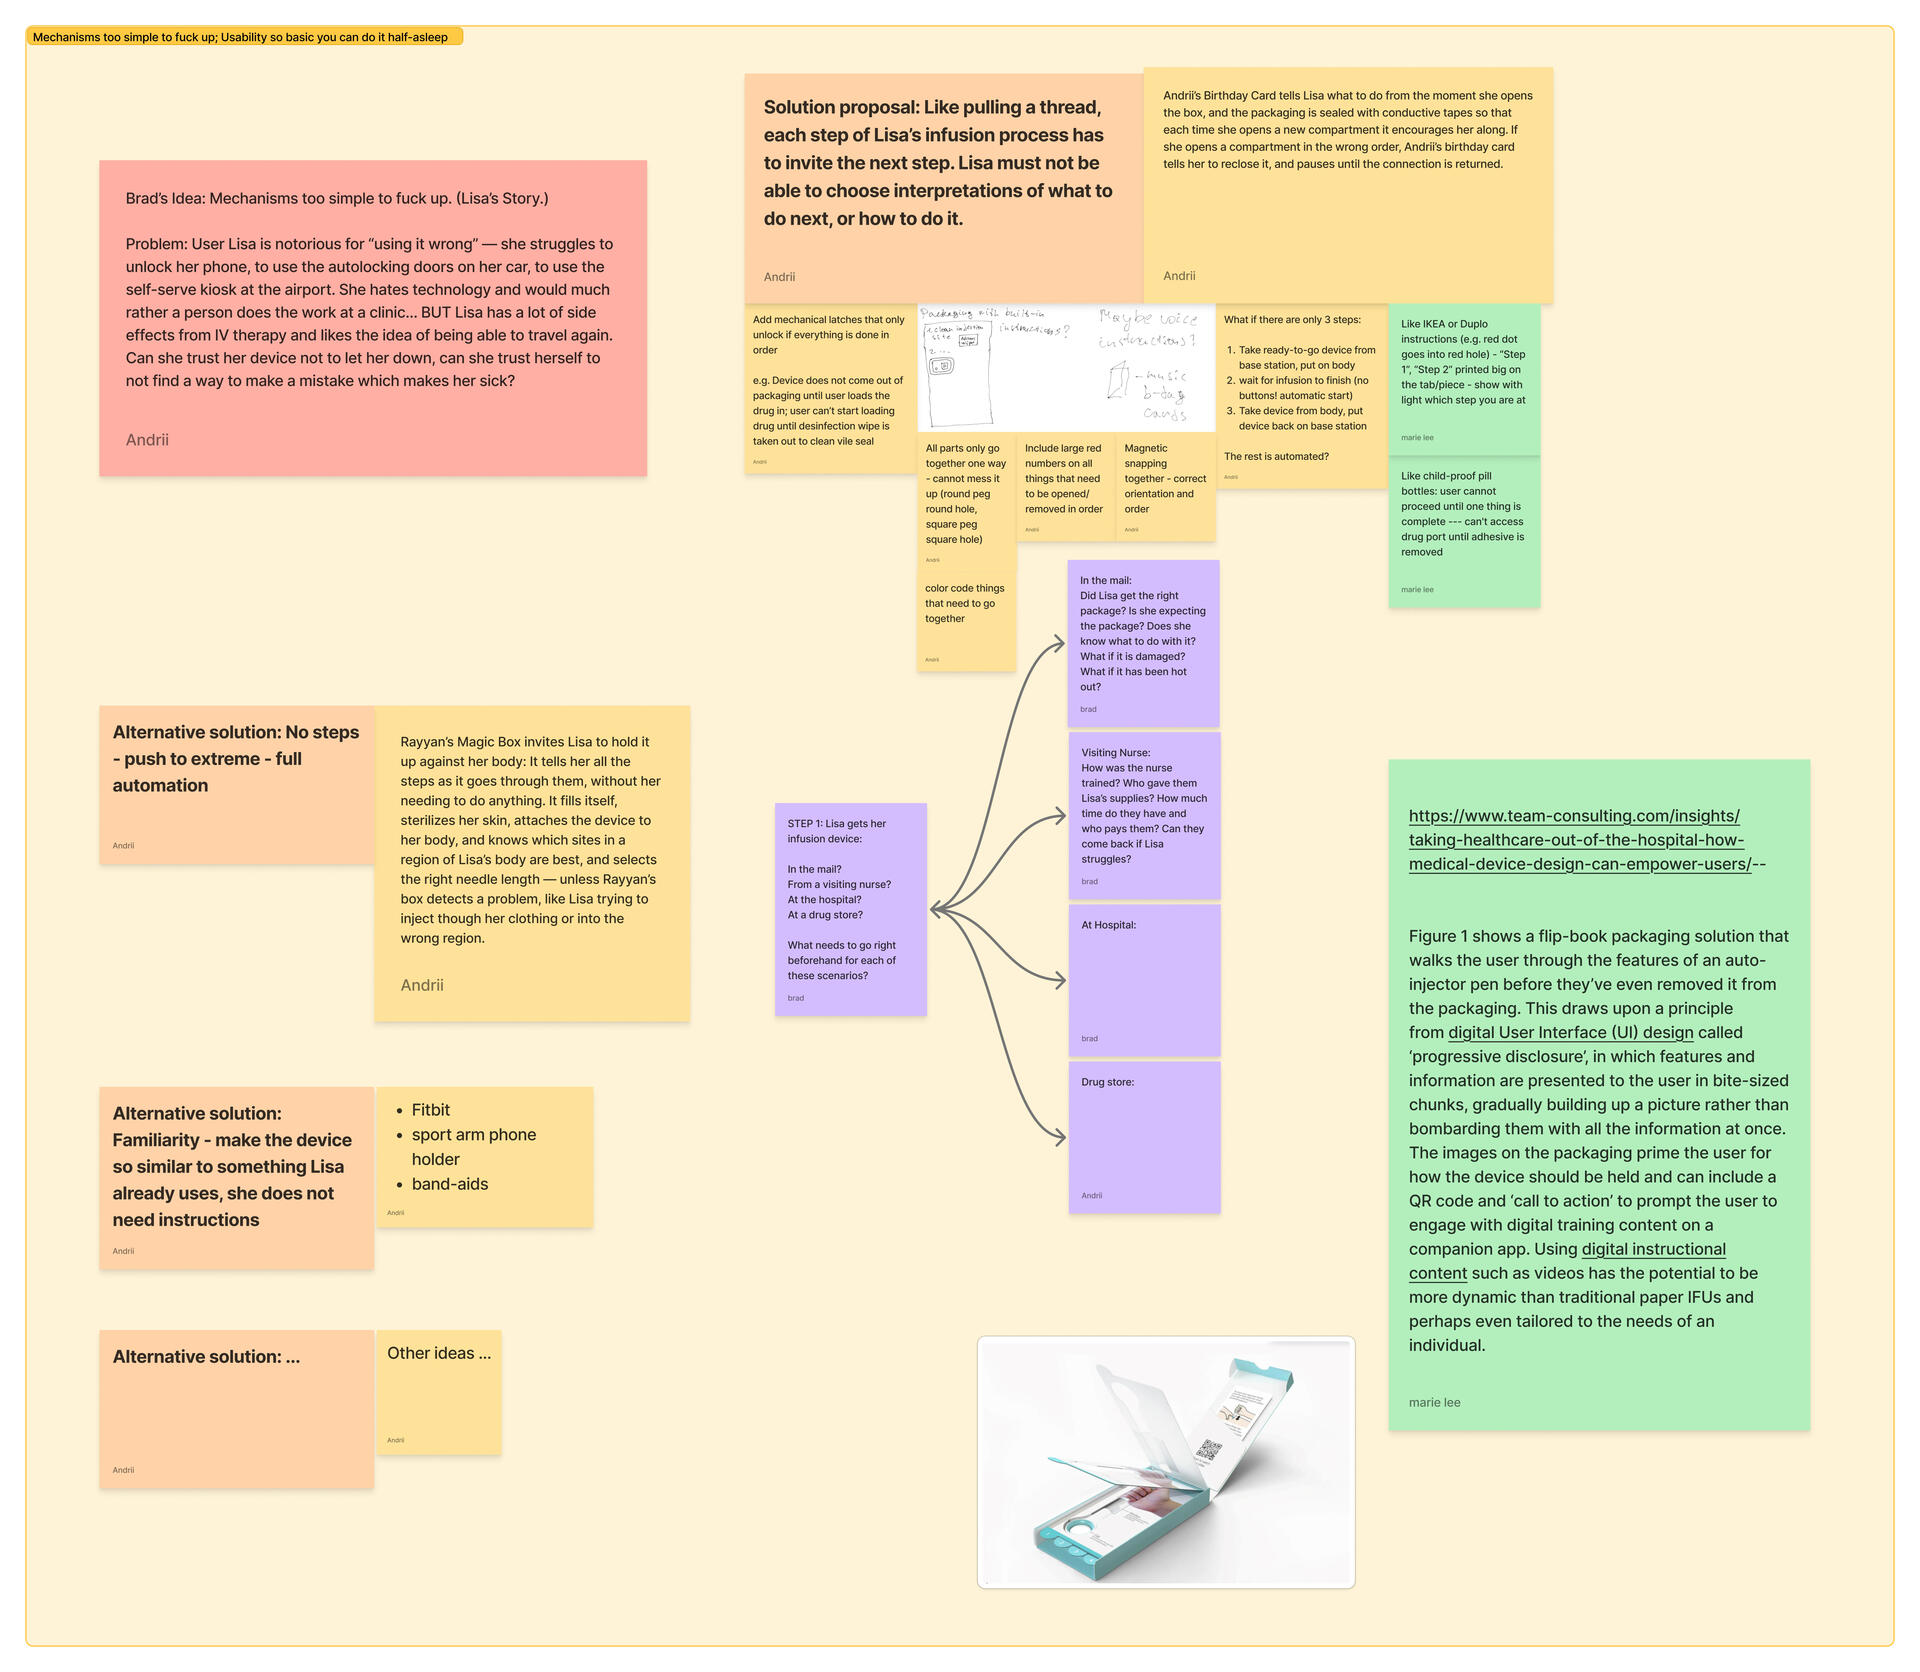 Mechanisms too simple to fuck up; Usability so basic you can do it half-asleep
Brad’s Idea: Mechanisms too simple to fuck up. (Lisa’s Story.)
Problem: User Lisa is notorious for “using it wrong” — she struggles to
unlock her phone, to use the autolocking doors on her car, to use the
self-serve kiosk at the airport. She hates technology and would much
rather a person does the work at a clinic... BUT Lisa has a lot of side
effects from IV therapy and likes the idea of being able to travel again.
Can she trust her device not to let her down, can she trust herself to
not find a way to make a mistake which makes her sick?
Andrii
Solution proposal: Like pulling a thread,
each step of Lisa’s infusion process has
to invite the next step. Lisa must not be
able to choose interpretations of what to
do next, or how to do it.
Andrii
Andrii’s Birthday Card tells Lisa what to do from the moment she opens
the box, and the packaging is sealed with conductive tapes so that
each time she opens a new compartment it encourages her along. If
she opens a compartment in the wrong order, Andrii’s birthday card
tells her to reclose it, and pauses until the connection is returned.
Andrii
Add mechanical latches that only
unlock if everything is done in
order
e.g. Device does not come out of
packaging until user loads the
drug in; user can’t start loading
drug until desinfection wipe is
taken out to clean vile seal
Andrii
Packaging with built-in
instructions?
1. clean indection
site
2. ...
Maybe voice
instructions?
- music
b-day
cards
What if there are only 3 steps:
1. Take ready-to-go device from
base station, put on body
2. wait for infusion to finish (no
buttons! automatic start)
3. Take device from body, put
device back on base station
The rest is automated?
Andrii
Like IKEA or Duplo
instructions (e.g. red dot
goes into red hole) - “Step
1”, “Step 2” printed big on
the tab/piece - show with
light which step you are at
marie lee
Like child-proof pill
bottles: user cannot
proceed until one thing is
complete --- can't access
drug port until adhesive is
removed
marie lee
All parts only go
together one way
- cannot mess it
up (round peg
round hole,
square peg
square hole)
Andrii
Include large red
numbers on all
things that need
to be opened/
removed in order
Andrii
Magnetic
snapping
together - correct
orientation and
order
Andrii
color code things
that need to go
together
Andrii
In the mail:
Did Lisa get the right
package? Is she expecting
the package? Does she
know what to do with it?
What if it is damaged?
What if it has been hot
out?
brad
Visiting Nurse:
How was the nurse
trained? Who gave them
Lisa’s supplies? How much
time do they have and
who pays them? Can they
come back if Lisa
struggles?
brad
STEP 1: Lisa gets her
infusion device:
In the mail?
From a visiting nurse?
At the hospital?
At a drug store?
What needs to go right
beforehand for each of
these scenarios?
brad
At Hospital:
brad
Drug store:
Andrii
Alternative solution: No steps
- push to extreme - full
automation
Andrii
Rayyan’s Magic Box invites Lisa to hold it
up against her body: It tells her all the
steps as it goes through them, without her
needing to do anything. It fills itself,
sterilizes her skin, attaches the device to
her body, and knows which sites in a
region of Lisa’s body are best, and selects
the right needle length — unless Rayyan’s
box detects a problem, like Lisa trying to
inject though her clothing or into the
wrong region.
Andrii
Alternative solution:
Familiarity - make the device
so similar to something Lisa
already uses, she does not
need instructions
Andrii
• Fitbit
• sport arm phone
holder
• band-aids
Andrii
Alternative solution: ...
Andrii
Other ideas ...
Andrii
https://www.team-consulting.com/insights/
taking-healthcare-out-of-the-hospital-how-
medical-device-design-can-empower-users/--
Figure 1 shows a flip-book packaging solution that
walks the user through the features of an auto-
injector pen before they’ve even removed it from
the packaging. This draws upon a principle
from digital User Interface (UI) design called
‘progressive disclosure’, in which features and
information are presented to the user in bite-sized
chunks, gradually building up a picture rather than
bombarding them with all the information at once.
The images on the packaging prime the user for
how the device should be held and can include a
QR code and ‘call to action’ to prompt the user to
engage with digital training content on a
companion app. Using digital instructional
content such as videos has the potential to be
more dynamic than traditional paper IFUs and
perhaps even tailored to the needs of an
individual.
marie lee